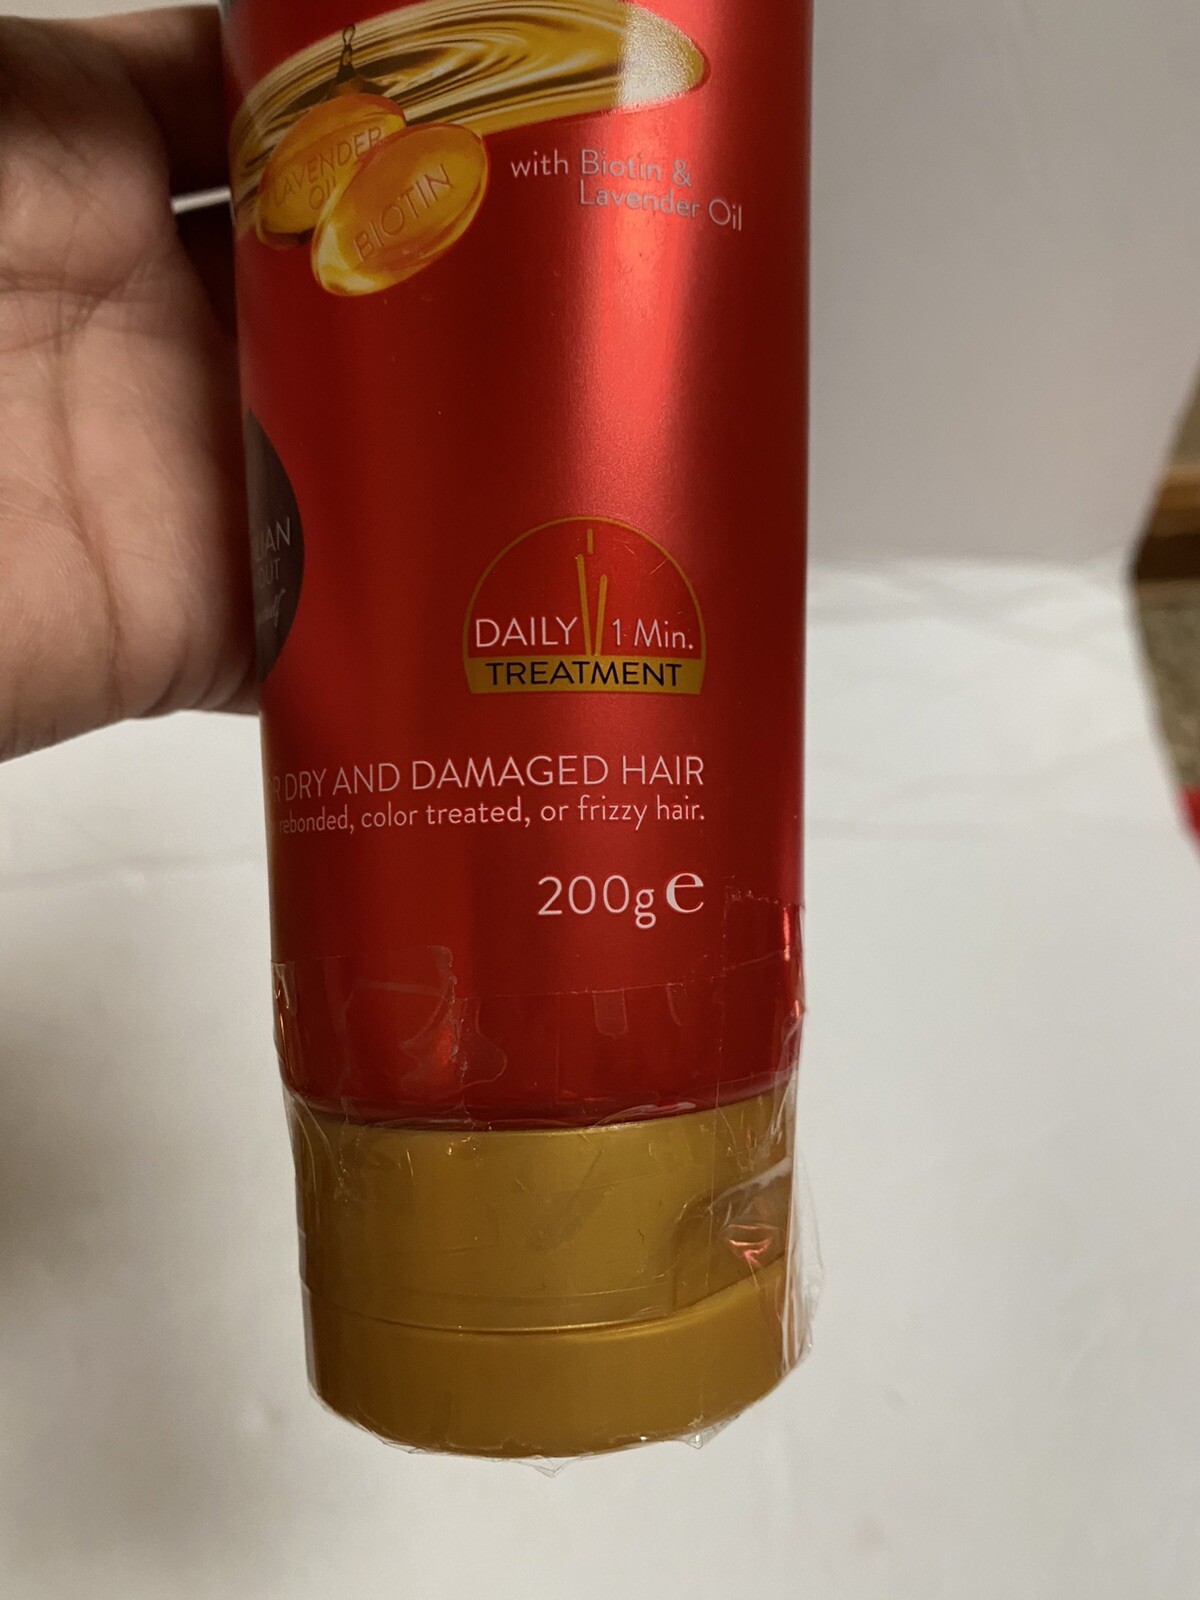 LAVENDER
OIL
BIOTIN
with Biotin &
Lavender Oil
DAILY 1 Min.
TREATMENT
DRY AND DAMAGED HAIR
rebonded, color treated, or frizzy hair.
200g e